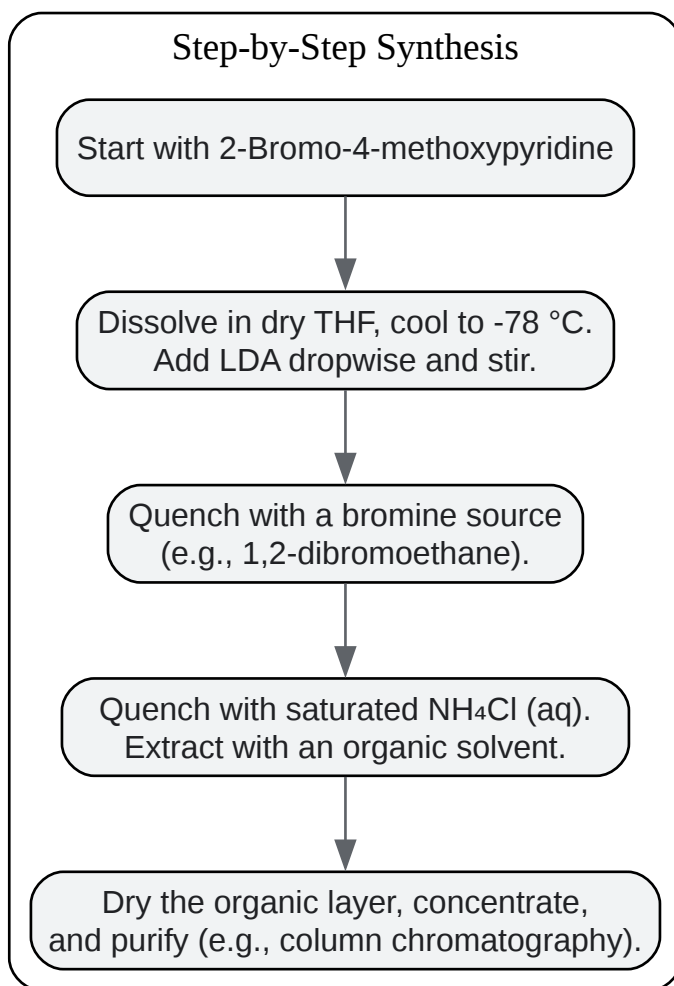 Step-by-Step Synthesis
Start with 2-Bromo-4-methoxypyridine
Dissolve in dry THF, cool to -78 °C.
Add LDA dropwise and stir.
Quench with a bromine source
(e.g., 1,2-dibromoethane).
Quench with saturated NH₄Cl (aq).
Extract with an organic solvent.
Dry the organic layer, concentrate,
and purify (e.g., column chromatography).